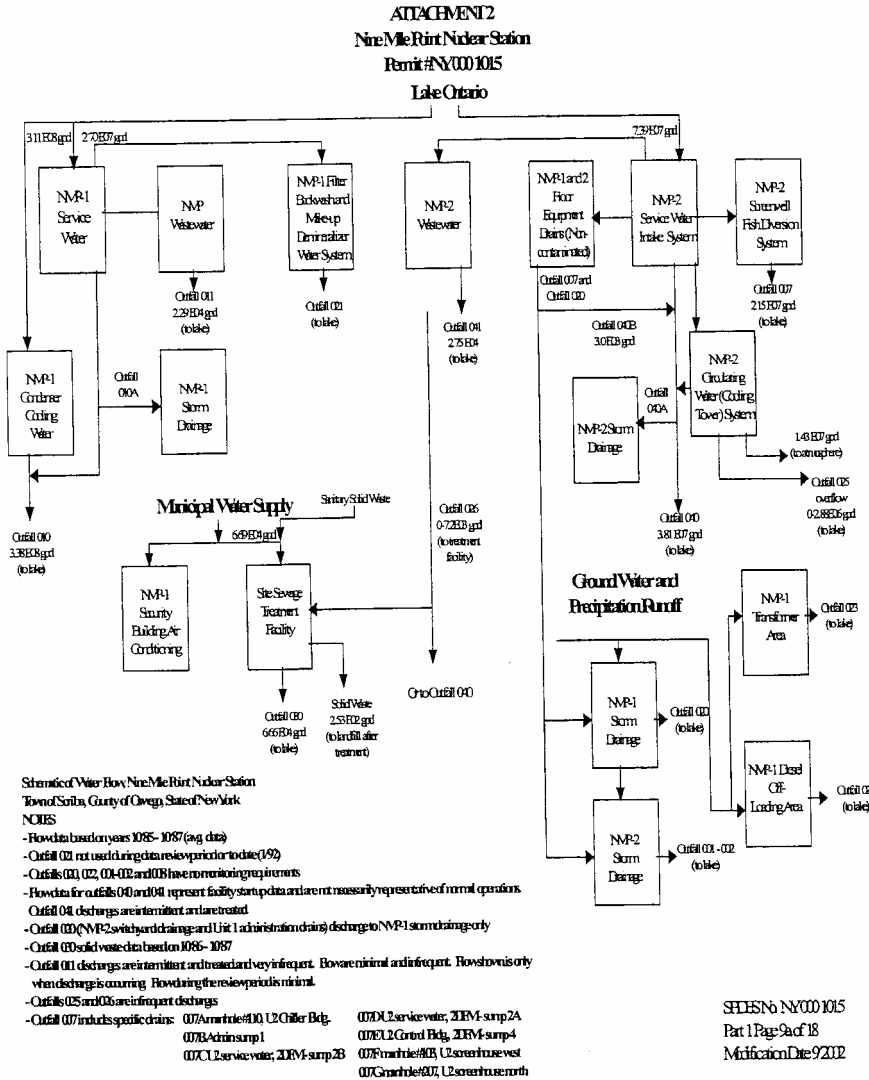 ATTACHMENT 2
Nine Mile Point Nuclear Station
Permit # NY 000 1015
Lake Ontario
3.11E08 gpd
2.70E07 gpd
7.39E07 gpd
NMP-1
Service
Water
NMP
Wastewater
NMP-1 Filter
Backwash and
Make-up
Demineralizer
Water System
NMP-2
Wastewater
NMP-1 and 2
Floor
Equipment
Drains (Non-
contaminated)
NMP-2
Service Water
Intake System
NMP-2
Screenwell
Fish Diversion
System
Outfall 011
2.29E04 gpd
(to lake)
Outfall 021
(to lake)
Outfall 041
2.75E04
(to lake)
Outfall 007 and
Outfall 020
Outfall 007
2.15E07 gpd
(to lake)
Outfall 040B
3.0E03 gpd
NMP-1
Condenser
Cooling
Water
Outfall
010A
NMP-1
Storm
Drainage
NMP-2 Storm
Drainage
Outfall
040A
NMP-2
Circulating
Water (Cooling
Tower) System
1.43E07 gpd
(to atmosphere)
Outfall 025
overflow
0-2.88E06 gpd
(to lake)
Outfall 010
3.38E08 gpd
(to lake)
Outfall 040
3.81E07 gpd
(to lake)
Municipal Water Supply
Sanitary Solid Waste
6.69E04 gpd
Outfall 026
0-7.2E03 gpd
(to treatment
facility)
NMP-1
Security
Building Air
Conditioning
Site Sewage
Treatment
Facility
Outfall 030
6.66E04 gpd
(to lake)
Solid Waste
2.53E02 gpd
(to landfill after
treatment)
On to Outfall 040
Ground Water and
Precipitation Runoff
NMP-1
Transformer
Area
Outfall 023
(to lake)
NMP-1
Storm
Drainage
Outfall 020
(to lake)
NMP-1 Diesel
Off-
Loading Area
(to lake)
NMP-2
Storm
Drainage
Outfall 001 - 002
(to lake)
Schematic of Water Flow, Nine Mile Point Nuclear Station
Town of Scriba, County of Oswego, State of New York
NOTES
- Flow data based on years 10/85 - 10/87 (avg. data)
- Outfall 021 not used during data review period or to date (1/92)
- Outfalls 020, 022, 001-002 and 008 have no monitoring requirements
- Flow data for outfalls 040 and 041 represent facility startup data and are not necessarily representative of normal operations.
Outfall 041 discharges are intermittent and are treated.
- Outfall 020 (NMP-2 switchyard drainage and Unit 1 administration drains) discharge to NMP-1 storm drainage only
- Outfall 030 solid waste data based on 10/86 - 10/87
- Outfall 011 discharges are intermittent and treated and very infrequent. Flow are minimal and infrequent. Flow shown is only
when discharge is occurring. Flow during the review period is minimal.
- Outfalls 025 and 026 are infrequent discharges
- Outfall 007 includes specific drains: 007A manhole #110, U2 Chiller Bldg. 007D U2 service water, 2DFM-sump 2A
007B Admin sump 1 007E U2 Control Bldg, 2DFM-sump 4
007C U2 service water, 2DFM-sump 2B 007F manhole #103, U2 screenhouse west
007G manhole #207, U2 screenhouse north
SPDES No. NY 000 1015
Part 1 Page 9a of 18
Modification Date 9/2002